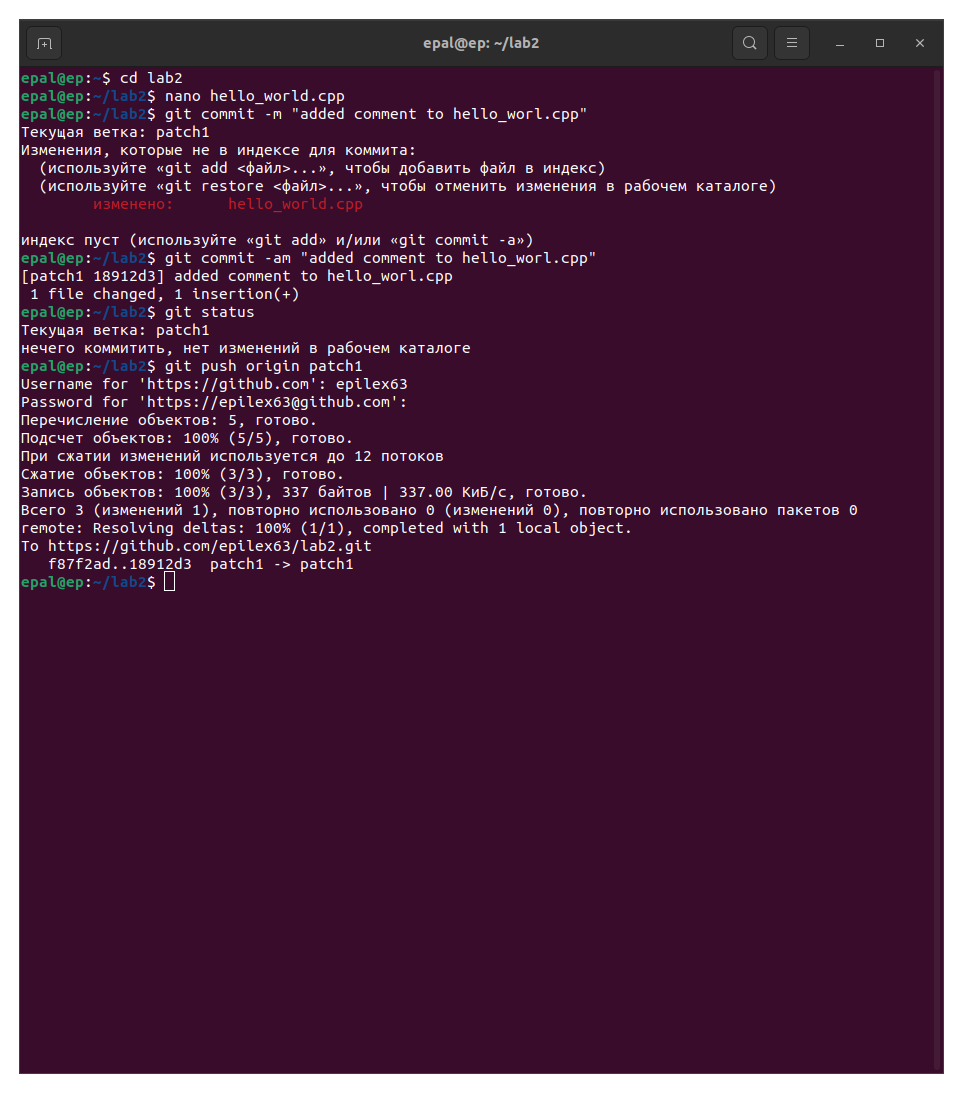 epal@ep: ~/lab2
epal@ep:~$ cd lab2
epal@ep:~/lab2$ nano hello_world.cpp
epal@ep:~/lab2$ git commit -m "added comment to hello_worl.cpp"
Текущая ветка: patch1
Изменения, которые не в индексе для коммита:
  (используйте «git add <файл>...», чтобы добавить файл в индекс)
  (используйте «git restore <файл>...», чтобы отменить изменения в рабочем каталоге)
        изменено:      hello_world.cpp

индекс пуст (используйте «git add» и/или «git commit -a»)
epal@ep:~/lab2$ git commit -am "added comment to hello_worl.cpp"
[patch1 18912d3] added comment to hello_worl.cpp
 1 file changed, 1 insertion(+)
epal@ep:~/lab2$ git status
Текущая ветка: patch1
нечего коммитить, нет изменений в рабочем каталоге
epal@ep:~/lab2$ git push origin patch1
Username for 'https://github.com': epilex63
Password for 'https://epilex63@github.com':
Перечисление объектов: 5, готово.
Подсчет объектов: 100% (5/5), готово.
При сжатии изменений используется до 12 потоков
Сжатие объектов: 100% (3/3), готово.
Запись объектов: 100% (3/3), 337 байтов | 337.00 КиБ/с, готово.
Всего 3 (изменений 1), повторно использовано 0 (изменений 0), повторно использовано пакетов 0
remote: Resolving deltas: 100% (1/1), completed with 1 local object.
To https://github.com/epilex63/lab2.git
   f87f2ad..18912d3  patch1 -> patch1
epal@ep:~/lab2$